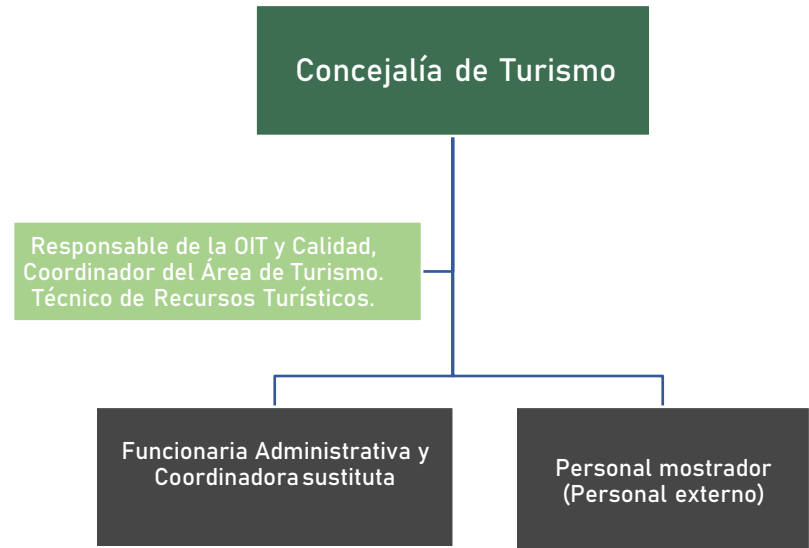 Concejalía de Turismo
Responsable de la OIT y Calidad,
Coordinador del Área de Turismo.
Técnico de Recursos Turísticos.
Funcionaria Administrativa y
Coordinadora sustituta
Personal mostrador
(Personal externo)